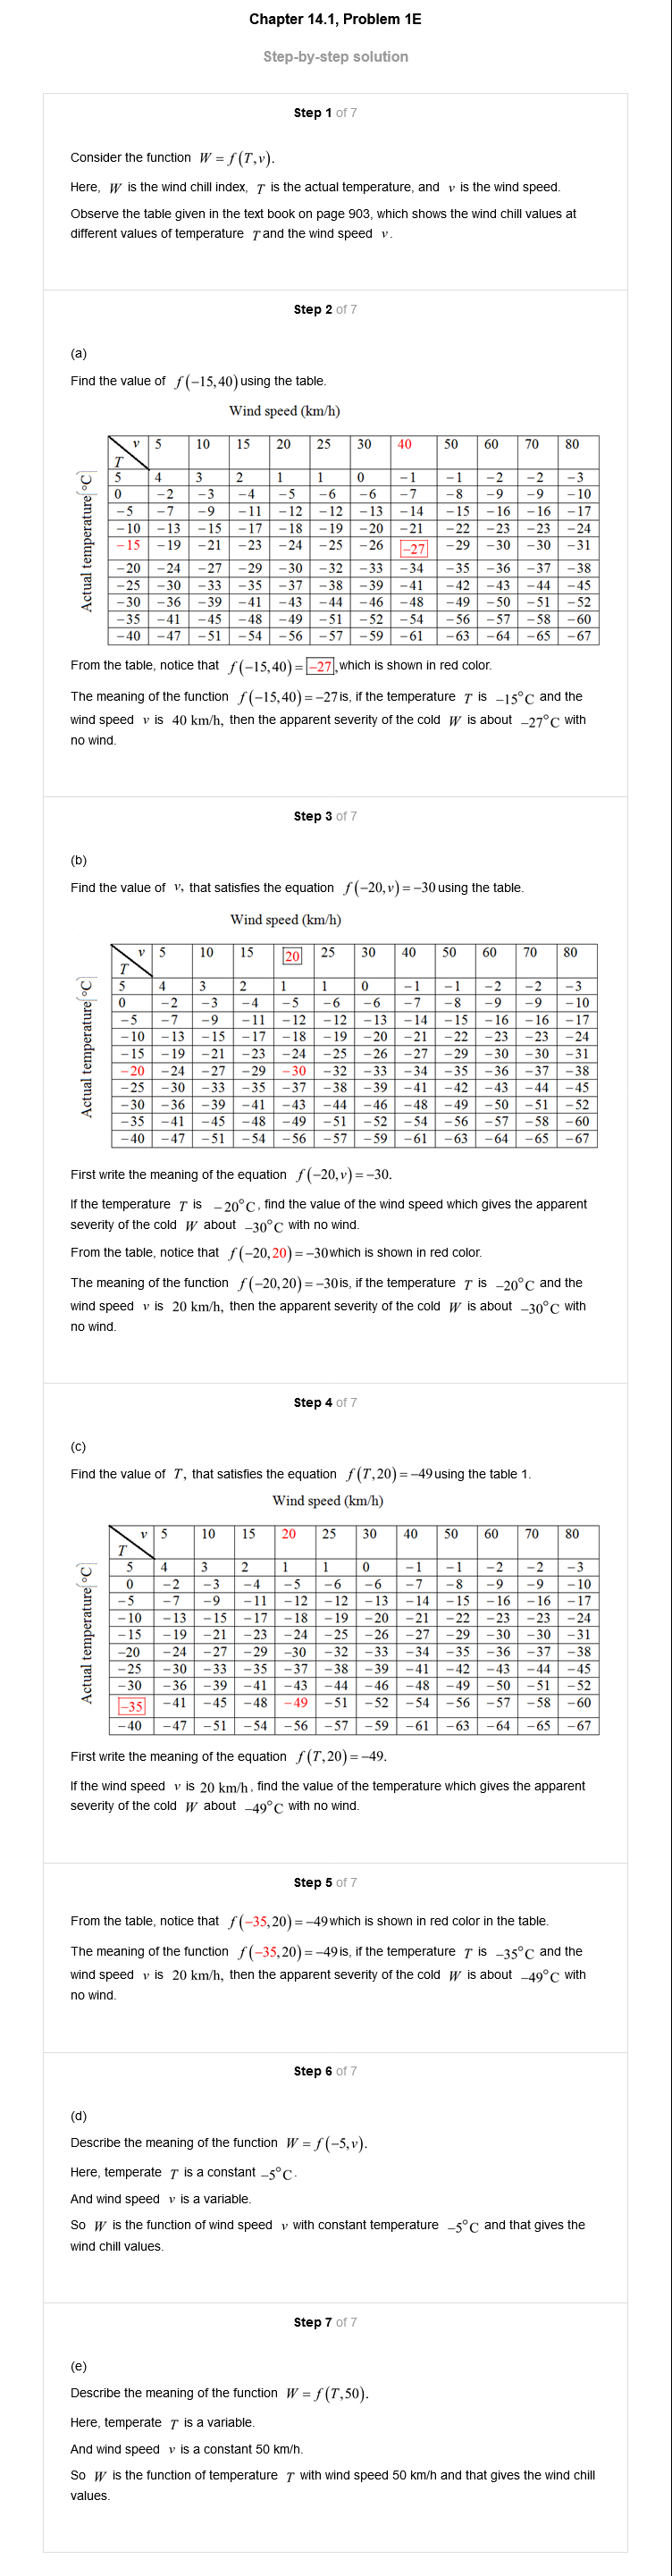 Chapter 14.1, Problem 1E
Step-by-step solution
Step 1 of 7
Consider the function W = f(T,v).
Here, W is the wind chill index, T is the actual temperature, and v is the wind speed.
Observe the table given in the text book on page 903, which shows the wind chill values at
different values of temperature T and the wind speed v.
Step 2 of 7
(a)
Find the value of f(−15,40) using the table.
Wind speed (km/h)
Actual temperature(°C)
v 5 10 15 20 25 30 40 50 60 70 80
T
5 4 3 2 1 1 0 −1 −1 −2 −2 −3
0 −2 −3 −4 −5 −6 −6 −7 −8 −9 −9 −10
−5 −7 −9 −11 −12 −12 −13 −14 −15 −16 −16 −17
−10 −13 −15 −17 −18 −19 −20 −21 −22 −23 −23 −24
−15 −19 −21 −23 −24 −25 −26 −27 −29 −30 −30 −31
−20 −24 −27 −29 −30 −32 −33 −34 −35 −36 −37 −38
−25 −30 −33 −35 −37 −38 −39 −41 −42 −43 −44 −45
−30 −36 −39 −41 −43 −44 −46 −48 −49 −50 −51 −52
−35 −41 −45 −48 −49 −51 −52 −54 −56 −57 −58 −60
−40 −47 −51 −54 −56 −57 −59 −61 −63 −64 −65 −67
From the table, notice that f(−15,40) = −27, which is shown in red color.
The meaning of the function f(−15,40) = −27 is, if the temperature T is −15°C and the
wind speed v is 40 km/h, then the apparent severity of the cold W is about −27°C with
no wind.
Step 3 of 7
(b)
Find the value of v, that satisfies the equation f(−20,v) = −30 using the table.
Wind speed (km/h)
Actual temperature(°C)
v 5 10 15 20 25 30 40 50 60 70 80
T
5 4 3 2 1 1 0 −1 −1 −2 −2 −3
0 −2 −3 −4 −5 −6 −6 −7 −8 −9 −9 −10
−5 −7 −9 −11 −12 −12 −13 −14 −15 −16 −16 −17
−10 −13 −15 −17 −18 −19 −20 −21 −22 −23 −23 −24
−15 −19 −21 −23 −24 −25 −26 −27 −29 −30 −30 −31
−20 −24 −27 −29 −30 −32 −33 −34 −35 −36 −37 −38
−25 −30 −33 −35 −37 −38 −39 −41 −42 −43 −44 −45
−30 −36 −39 −41 −43 −44 −46 −48 −49 −50 −51 −52
−35 −41 −45 −48 −49 −51 −52 −54 −56 −57 −58 −60
−40 −47 −51 −54 −56 −57 −59 −61 −63 −64 −65 −67
First write the meaning of the equation f(−20,v) = −30.
If the temperature T is −20°C, find the value of the wind speed which gives the apparent
severity of the cold W about −30°C with no wind.
From the table, notice that f(−20,20) = −30 which is shown in red color.
The meaning of the function f(−20,20) = −30 is, if the temperature T is −20°C and the
wind speed v is 20 km/h, then the apparent severity of the cold W is about −30°C with
no wind.
Step 4 of 7
(c)
Find the value of T, that satisfies the equation f(T,20) = −49 using the table 1.
Wind speed (km/h)
Actual temperature(°C)
v 5 10 15 20 25 30 40 50 60 70 80
T
5 4 3 2 1 1 0 −1 −1 −2 −2 −3
0 −2 −3 −4 −5 −6 −6 −7 −8 −9 −9 −10
−5 −7 −9 −11 −12 −12 −13 −14 −15 −16 −16 −17
−10 −13 −15 −17 −18 −19 −20 −21 −22 −23 −23 −24
−15 −19 −21 −23 −24 −25 −26 −27 −29 −30 −30 −31
−20 −24 −27 −29 −30 −32 −33 −34 −35 −36 −37 −38
−25 −30 −33 −35 −37 −38 −39 −41 −42 −43 −44 −45
−30 −36 −39 −41 −43 −44 −46 −48 −49 −50 −51 −52
−35 −41 −45 −48 −49 −51 −52 −54 −56 −57 −58 −60
−40 −47 −51 −54 −56 −57 −59 −61 −63 −64 −65 −67
First write the meaning of the equation f(T,20) = −49.
If the wind speed v is 20 km/h, find the value of the temperature which gives the apparent
severity of the cold W about −49°C with no wind.
Step 5 of 7
From the table, notice that f(−35,20) = −49 which is shown in red color in the table.
The meaning of the function f(−35,20) = −49 is, if the temperature T is −35°C and the
wind speed v is 20 km/h, then the apparent severity of the cold W is about −49°C with
no wind.
Step 6 of 7
(d)
Describe the meaning of the function W = f(−5,v).
Here, temperate T is a constant −5°C.
And wind speed v is a variable.
So W is the function of wind speed v with constant temperature −5°C and that gives the
wind chill values.
Step 7 of 7
(e)
Describe the meaning of the function W = f(T,50).
Here, temperate T is a variable.
And wind speed v is a constant 50 km/h.
So W is the function of temperature T with wind speed 50 km/h and that gives the wind chill
values.